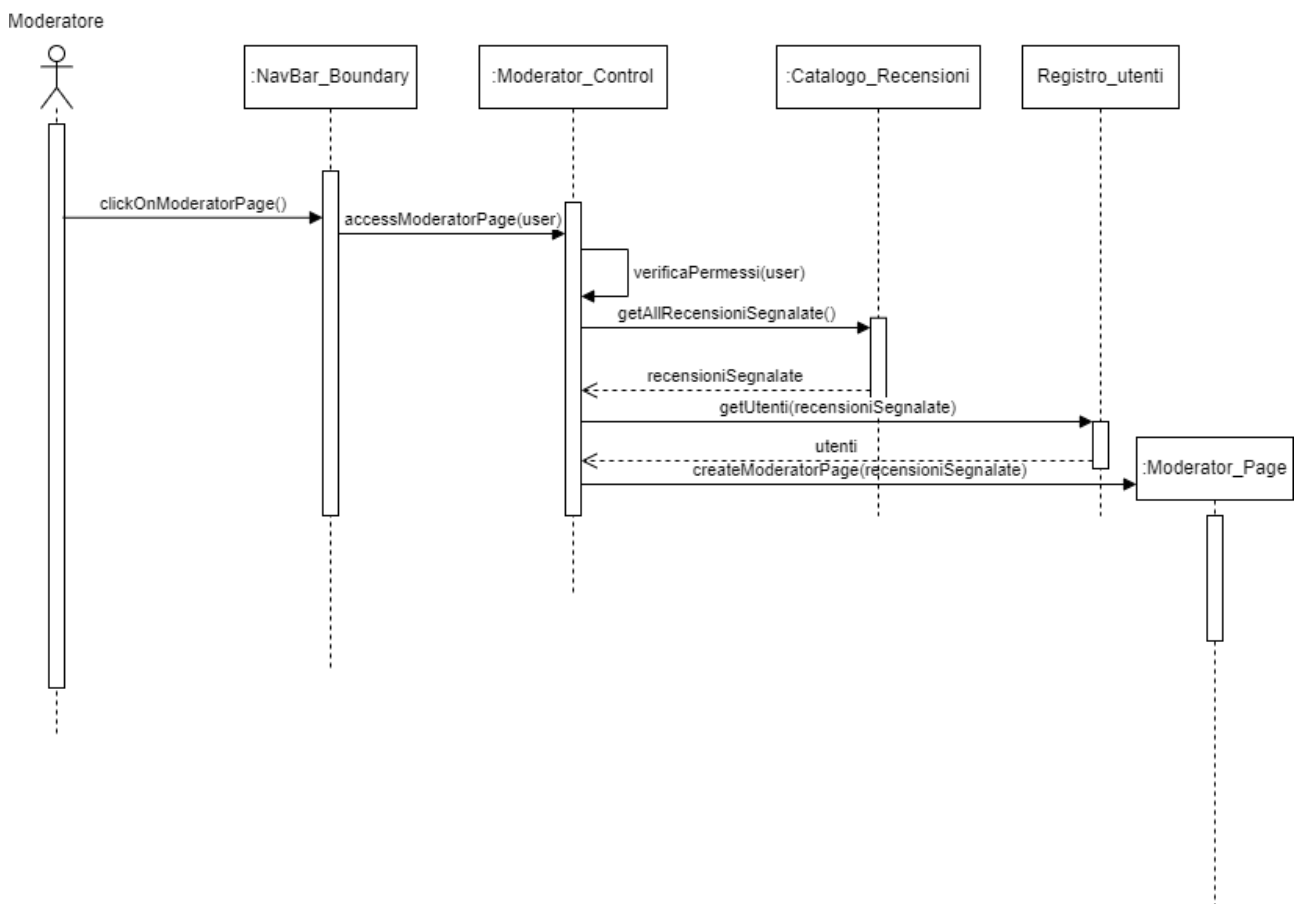 Moderatore
:NavBar_Boundary
:Moderator_Control
:Catalogo_Recensioni
Registro_utenti
clickOnModeratorPage()
accessModeratorPage(user)
verificaPermessi(user)
getAllRecensioniSegnalate()
recensioniSegnalate
getUtenti(recensioniSegnalate)
utenti
createModeratorPage(recensioniSegnalate)
:Moderator_Page